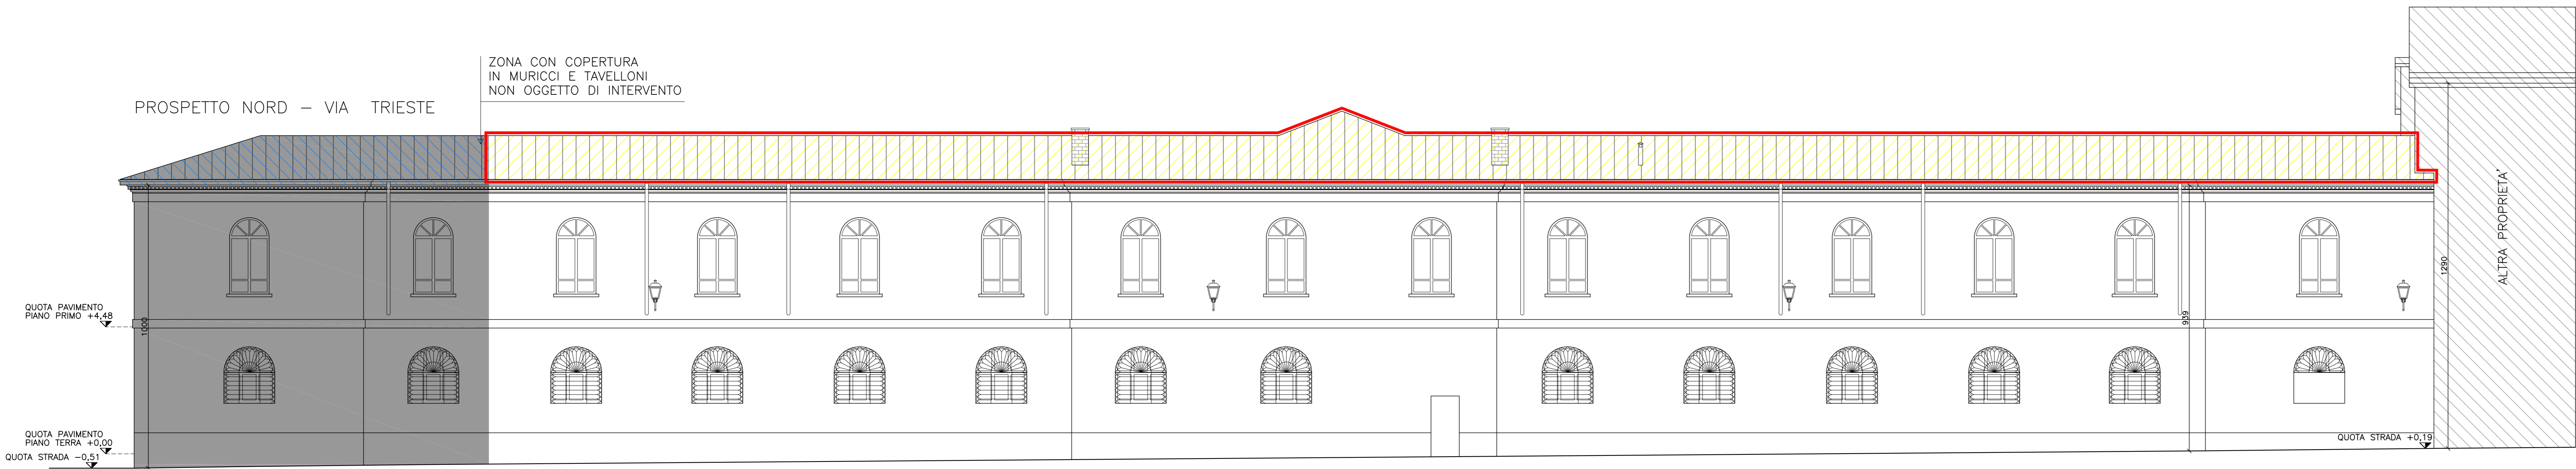 ZONA CON COPERTURA
IN MURICCI E TAVELLONI
NON OGGETTO DI INTERVENTO
PROSPETTO NORD – VIA TRIESTE
QUOTA PAVIMENTO
PIANO PRIMO +4,48
1000
939
1290
ALTRA PROPRIETA'
QUOTA PAVIMENTO
PIANO TERRA +0,00
QUOTA STRADA –0,51
QUOTA STRADA +0,19